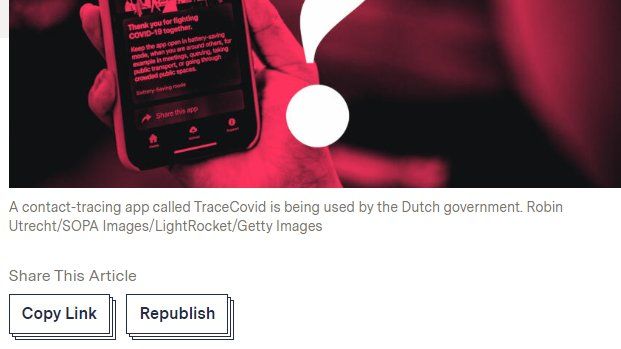 Thank you for fighting
COVID-19 together.
Keep the app open in battery-saving
mode, when you are around others, for
example in meetings, queuing, taking
public transport, or going through
crowded public spaces.
Battery-Saving mode
Share this app
Home
Upload
Support
A contact-tracing app called TraceCovid is being used by the Dutch government. Robin
Utrecht/SOPA Images/LightRocket/Getty Images
Share This Article
Copy Link
Republish